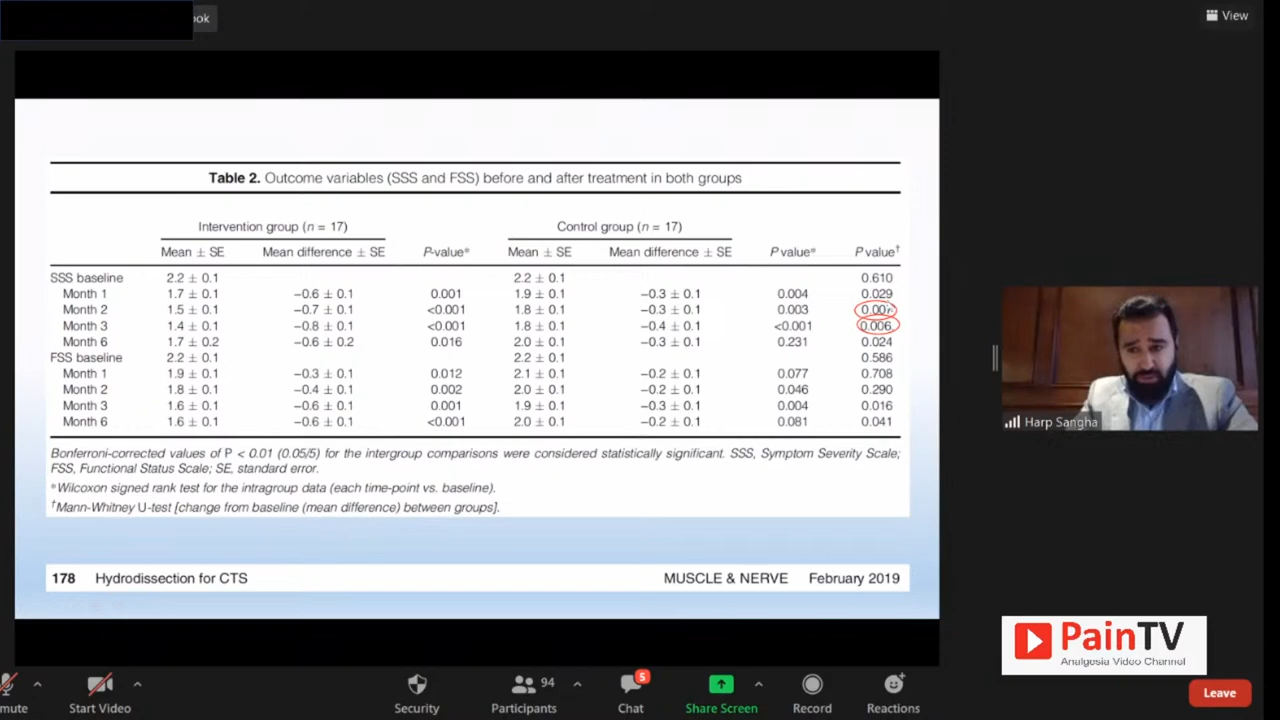 ook
View
Table 2. Outcome variables (SSS and FSS) before and after treatment in both groups
Intervention group (n = 17) Control group (n = 17)
Mean ± SE Mean difference ± SE P-value* Mean ± SE Mean difference ± SE P value* P value†
SSS baseline 2.2 ± 0.1 2.2 ± 0.1 0.610
Month 1 1.7 ± 0.1 −0.6 ± 0.1 0.001 1.9 ± 0.1 −0.3 ± 0.1 0.004 0.029
Month 2 1.5 ± 0.1 −0.7 ± 0.1 <0.001 1.8 ± 0.1 −0.3 ± 0.1 0.003
Month 3 1.4 ± 0.1 −0.8 ± 0.1 <0.001 1.8 ± 0.1 −0.4 ± 0.1 <0.001 0.006
Month 6 1.7 ± 0.2 −0.6 ± 0.2 0.016 2.0 ± 0.1 −0.3 ± 0.1 0.231 0.024
FSS baseline 2.2 ± 0.1 2.2 ± 0.1 0.586
Month 1 1.9 ± 0.1 −0.3 ± 0.1 0.012 2.1 ± 0.1 −0.2 ± 0.1 0.077 0.708
Month 2 1.8 ± 0.1 −0.4 ± 0.1 0.002 2.0 ± 0.1 −0.2 ± 0.1 0.046 0.290
Month 3 1.6 ± 0.1 −0.6 ± 0.1 0.001 1.9 ± 0.1 −0.3 ± 0.1 0.004 0.016
Month 6 1.6 ± 0.1 −0.6 ± 0.1 <0.001 2.0 ± 0.1 −0.2 ± 0.1 0.081 0.041
Bonferroni-corrected values of P < 0.01 (0.05/5) for the intergroup comparisons were considered statistically significant. SSS, Symptom Severity Scale;
FSS, Functional Status Scale; SE, standard error.
*Wilcoxon signed rank test for the intragroup data (each time-point vs. baseline).
†Mann-Whitney U-test [change from baseline (mean difference) between groups].
178 Hydrodissection for CTS MUSCLE & NERVE February 2019
Harp Sangha
PainTV
Analgesia Video Channel
94
5
mute Start Video Security Participants Chat Share Screen Record Reactions Leave